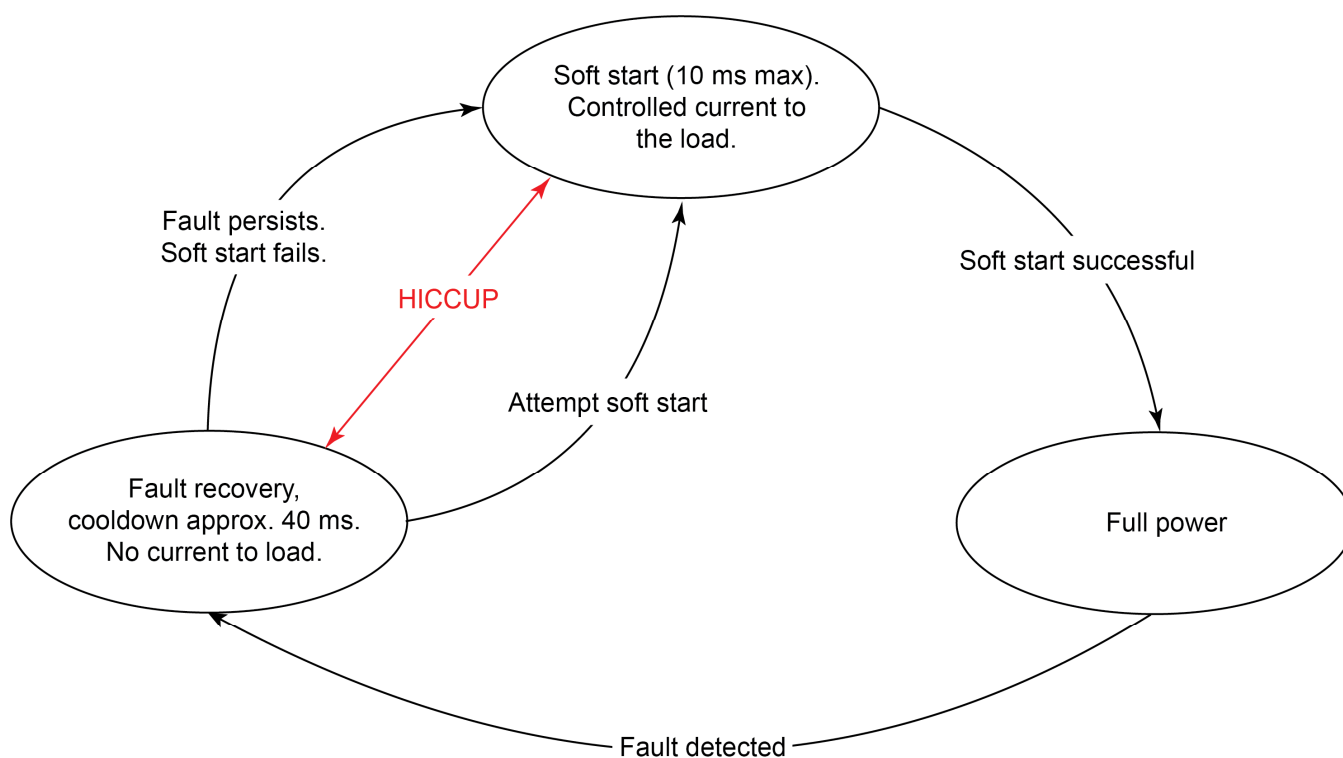 Soft start (10 ms max).
Controlled current to
the load.
Fault persists.
Soft start fails.
Soft start successful
HICCUP
Attempt soft start
Fault recovery,
cooldown approx. 40 ms.
No current to load.
Full power
Fault detected